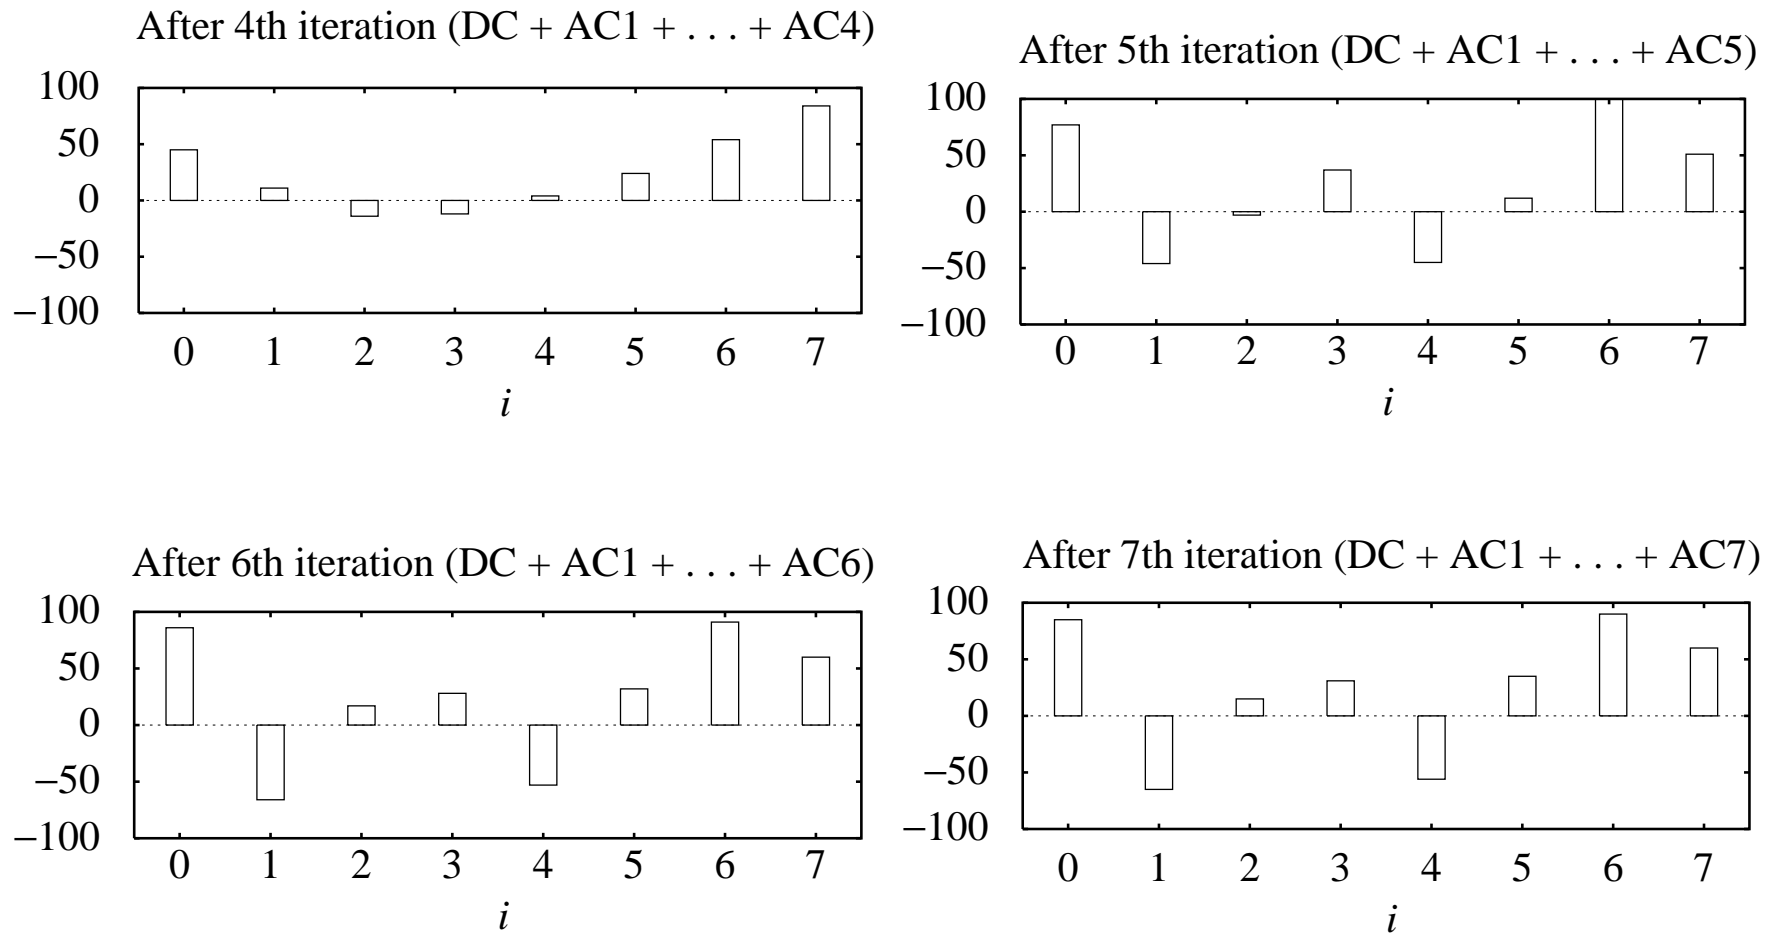 After 4th iteration (DC + AC1 + . . . + AC4)
100
50
0
−50
−100
0 1 2 3 4 5 6 7
i
After 5th iteration (DC + AC1 + . . . + AC5)
100
50
0
−50
−100
0 1 2 3 4 5 6 7
i
After 6th iteration (DC + AC1 + . . . + AC6)
100
50
0
−50
−100
0 1 2 3 4 5 6 7
i
After 7th iteration (DC + AC1 + . . . + AC7)
100
50
0
−50
−100
0 1 2 3 4 5 6 7
i